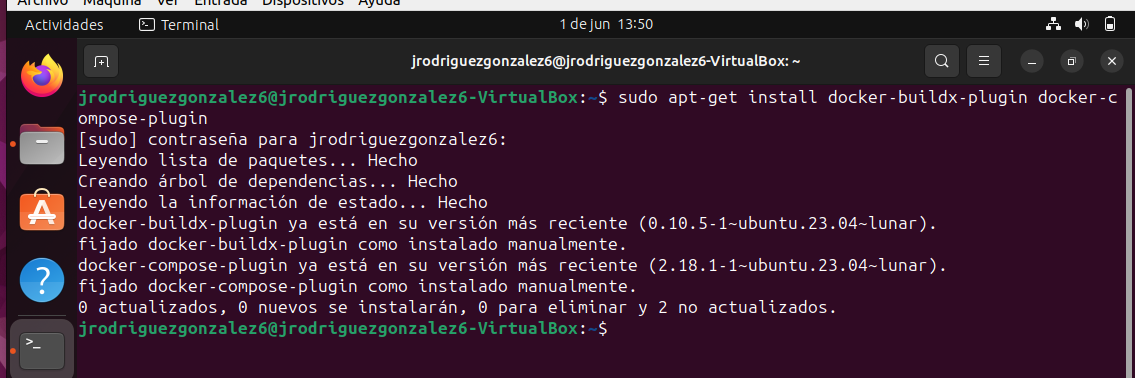 Archivo Máquina Ver Entrada Dispositivos Ayuda
Actividades Terminal 1 de jun 13:50
jrodriguezgonzalez6@jrodriguezgonzalez6-VirtualBox: ~
jrodriguezgonzalez6@jrodriguezgonzalez6-VirtualBox:~$ sudo apt-get install docker-buildx-plugin docker-c
ompose-plugin
[sudo] contraseña para jrodriguezgonzalez6:
Leyendo lista de paquetes... Hecho
Creando árbol de dependencias... Hecho
Leyendo la información de estado... Hecho
docker-buildx-plugin ya está en su versión más reciente (0.10.5-1~ubuntu.23.04~lunar).
fijado docker-buildx-plugin como instalado manualmente.
docker-compose-plugin ya está en su versión más reciente (2.18.1-1~ubuntu.23.04~lunar).
fijado docker-compose-plugin como instalado manualmente.
0 actualizados, 0 nuevos se instalarán, 0 para eliminar y 2 no actualizados.
jrodriguezgonzalez6@jrodriguezgonzalez6-VirtualBox:~$